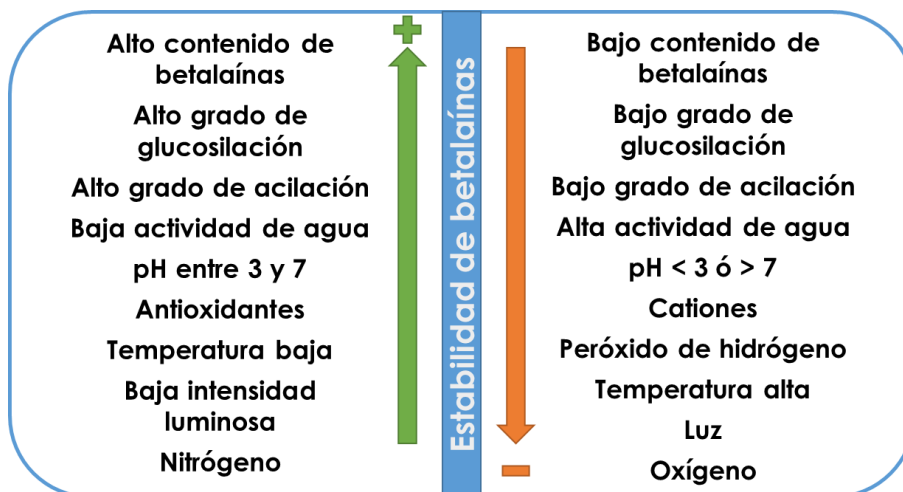 Alto contenido de
betalaínas
Alto grado de
glucosilación
Alto grado de acilación
Baja actividad de agua
pH entre 3 y 7
Antioxidantes
Temperatura baja
Baja intensidad
luminosa
Nitrógeno
Estabilidad de betalaínas
Bajo contenido de
betalaínas
Bajo grado de
glucosilación
Bajo grado de acilación
Alta actividad de agua
pH < 3 ó > 7
Cationes
Peróxido de hidrógeno
Temperatura alta
Luz
Oxígeno